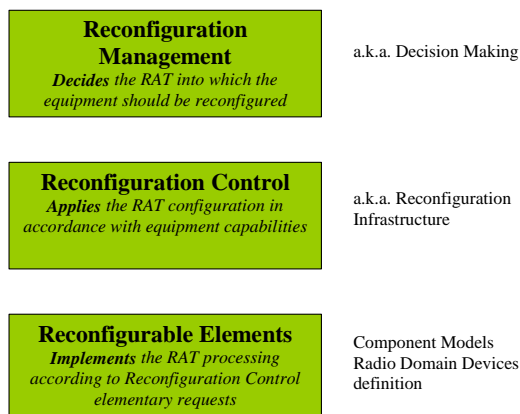 Reconfiguration
Management
Decides the RAT into which the
equipment should be reconfigured
a.k.a. Decision Making
Reconfiguration Control
Applies the RAT configuration in
accordance with equipment capabilities
a.k.a. Reconfiguration
Infrastructure
Reconfigurable Elements
Implements the RAT processing
according to Reconfiguration Control
elementary requests
Component Models
Radio Domain Devices
definition